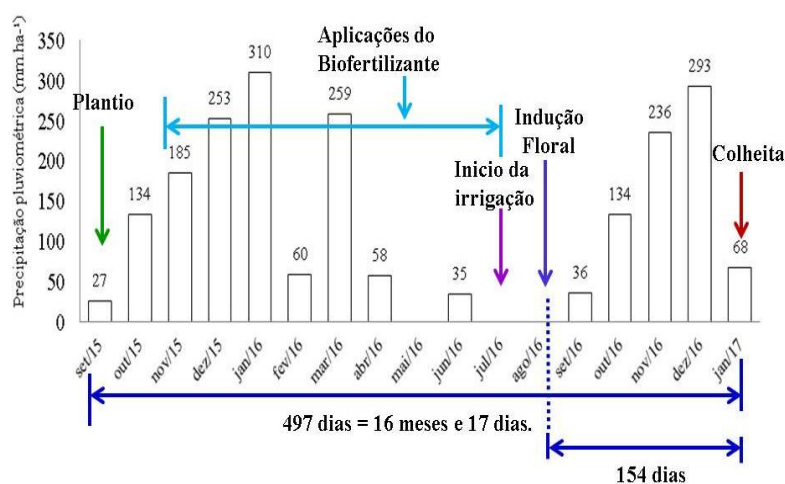 Precipitação pluviométrica (mm.ha⁻¹)
350
300
250
200
150
100
50
0
Plantio
Aplicações do
Biofertilizante
Indução
Floral
Inicio da
irrigação
Colheita
27
134
185
253
310
60
259
58
35
36
134
236
293
68
set/15
out/15
nov/15
dez/15
jan/16
fev/16
mar/16
abr/16
mai/16
jun/16
jul/16
ago/16
set/16
out/16
nov/16
dez/16
jan/17
497 dias = 16 meses e 17 dias.
154 dias